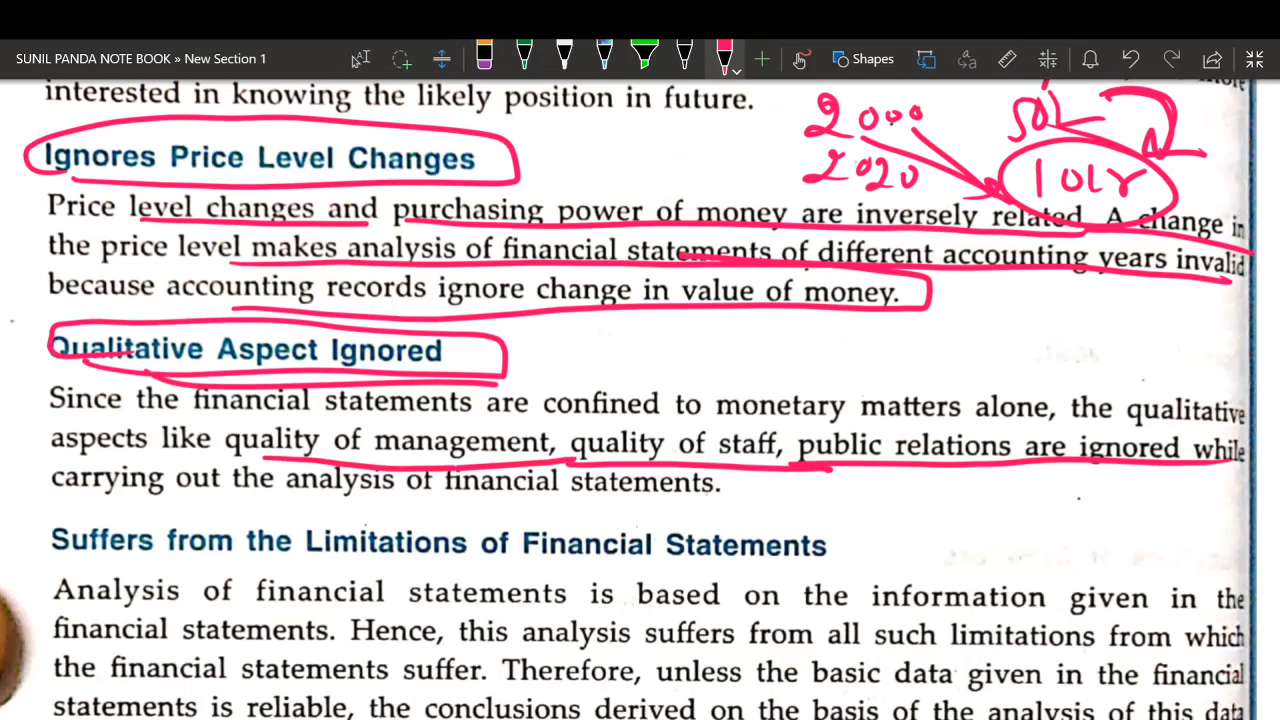 SUNIL PANDA NOTE BOOK » New Section 1
Shapes
interested in knowing the likely position in future.
2000
2020
50L
10Lr
Ignores Price Level Changes
Price level changes and purchasing power of money are inversely related. A change in
the price level makes analysis of financial statements of different accounting years invalid
because accounting records ignore change in value of money.
Qualitative Aspect Ignored
Since the financial statements are confined to monetary matters alone, the qualitative
aspects like quality of management, quality of staff, public relations are ignored while
carrying out the analysis of financial statements.
Suffers from the Limitations of Financial Statements
Analysis of financial statements is based on the information given in the
financial statements. Hence, this analysis suffers from all such limitations from which
the financial statements suffer. Therefore, unless the basic data given in the financial
statements is reliable, the conclusions derived on the basis of the analysis of this data